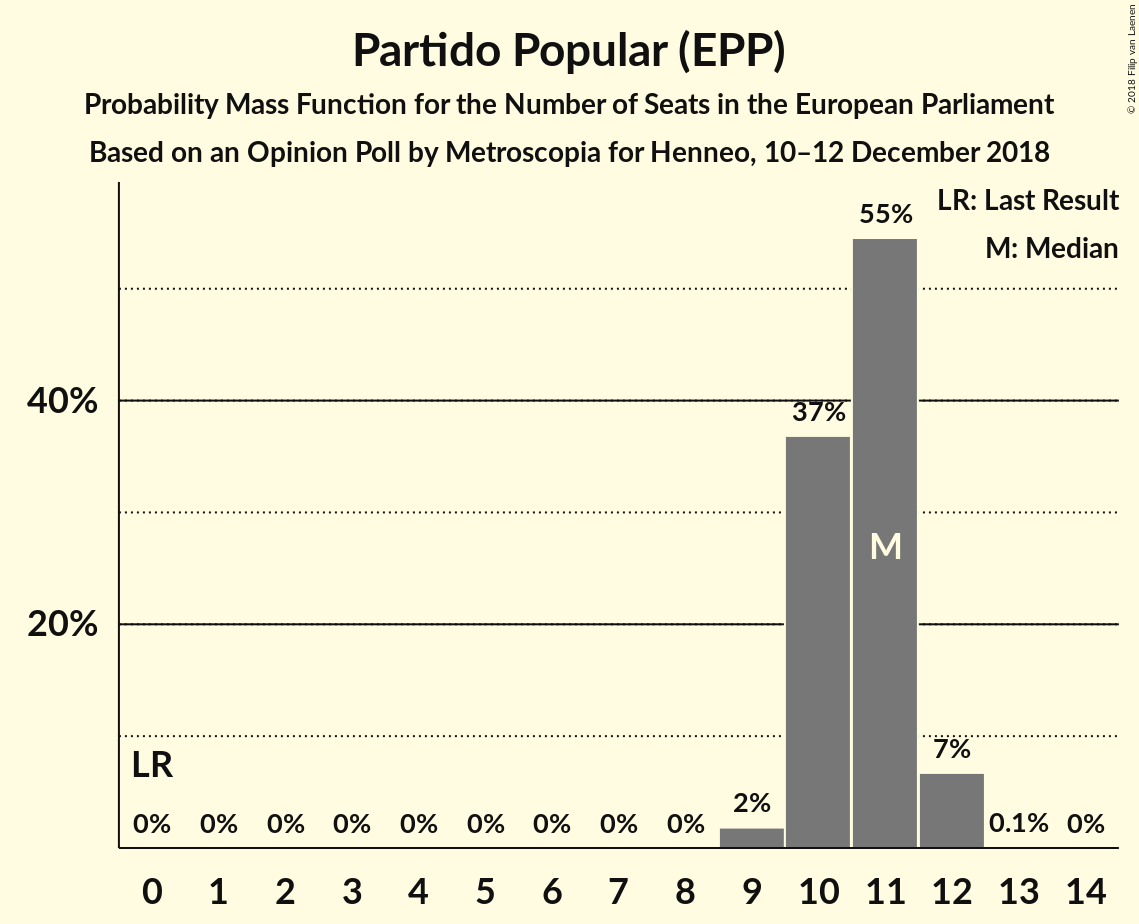 Partido Popular (EPP)
Probability Mass Function for the Number of Seats in the European Parliament
Based on an Opinion Poll by Metroscopia for Henneo, 10–12 December 2018
© 2018 Filip van Laenen
LR: Last Result
M: Median
55%
40%
37%
M
20%
LR
7%
2%
0% 0% 0% 0% 0% 0% 0% 0% 0% 0.1% 0%
0 1 2 3 4 5 6 7 8 9 10 11 12 13 14